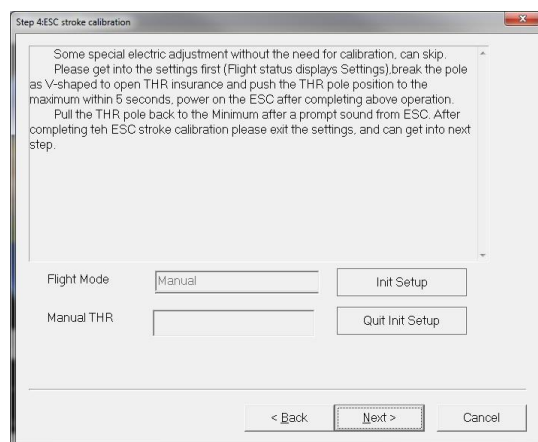 Step 4:ESC stroke calibration
Some special electric adjustment without the need for calibration, can skip.
Please get into the settings first (Flight status displays Settings),break the pole
as V-shaped to open THR insurance and push the THR pole position to the
maximum within 5 seconds, power on the ESC after completing above operation.
Pull the THR pole back to the Minimum after a prompt sound from ESC. After
completing teh ESC stroke calibration please exit the settings, and can get into next
step.
Flight Mode
Manual
Init Setup
Manual THR
Quit Init Setup
< Back
Next >
Cancel